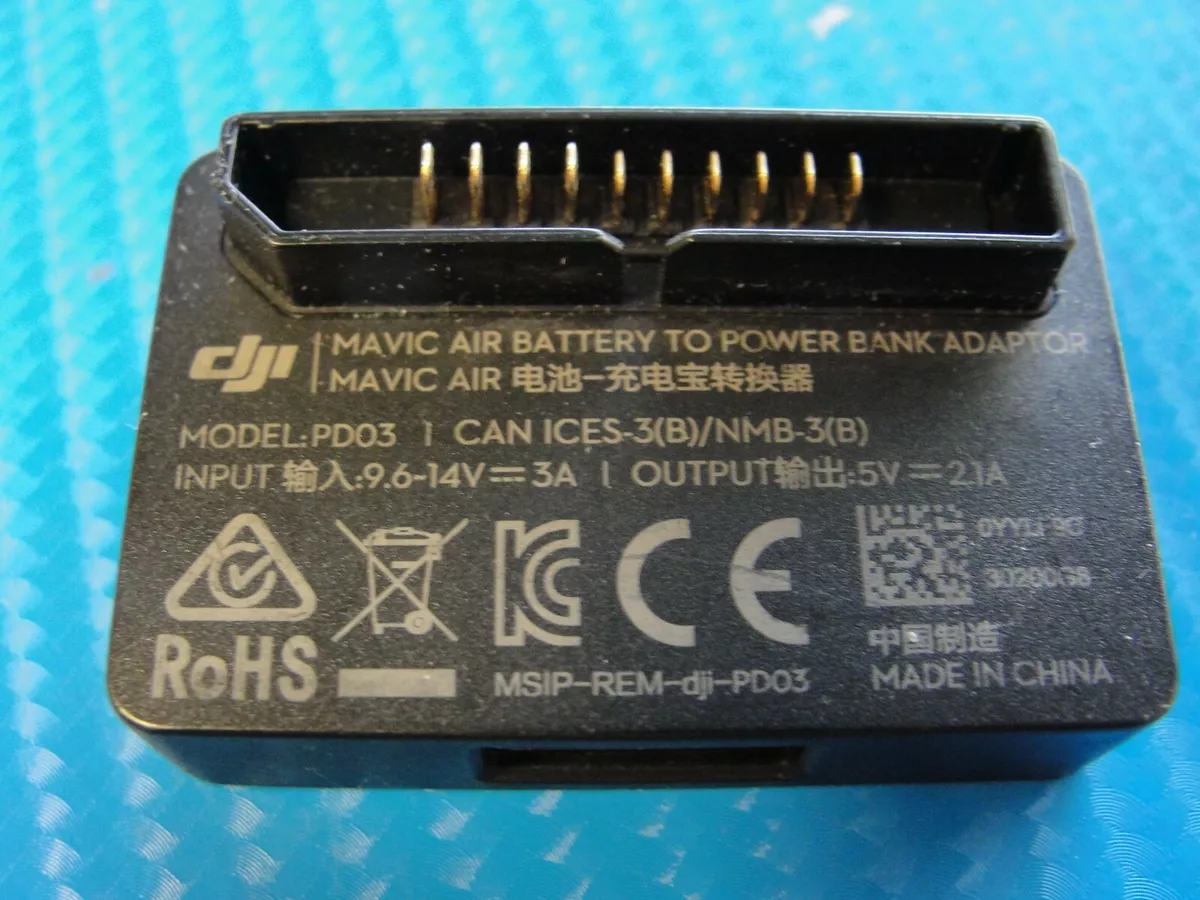 dji
MAVIC AIR BATTERY TO POWER BANK ADAPTOR
MAVIC AIR 电池-充电宝转换器
MODEL:PD03 | CAN ICES-3(B)/NMB-3(B)
INPUT 输入:9.6~14V⎓3A | OUTPUT输出:5V⎓2.1A
RoHS
CE
MSIP-REM-dji-PD03
中国制造
MADE IN CHINA